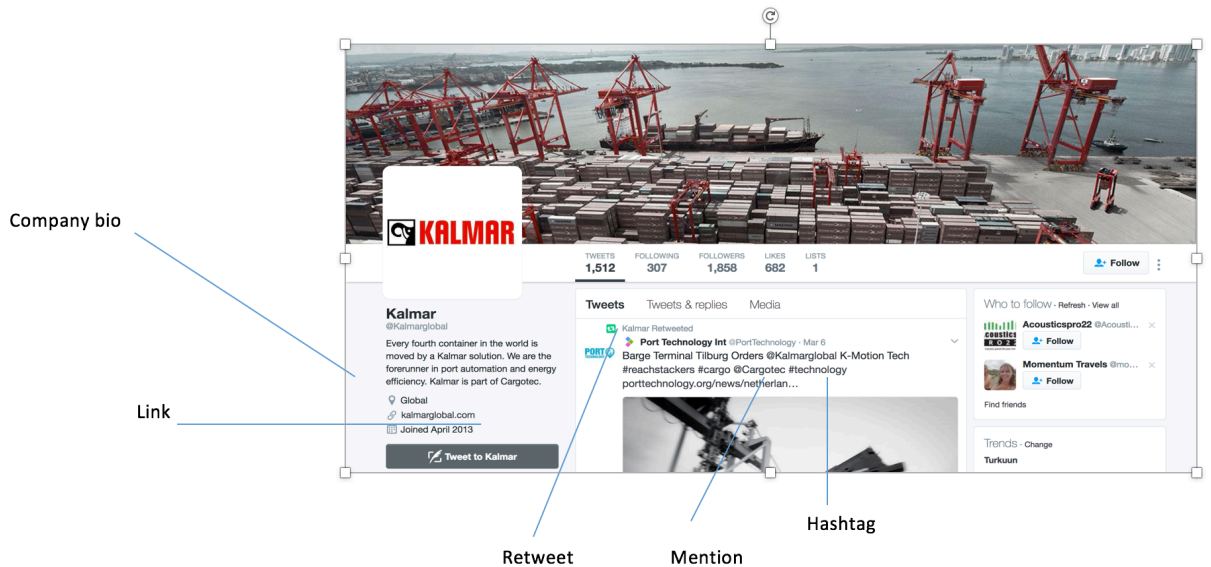 Company bio
Link
Retweet
Mention
Hashtag
KALMAR
TWEETS FOLLOWING FOLLOWERS LIKES LISTS
1,512 307 1,858 682 1
Follow
Kalmar
@Kalmarglobal
Every fourth container in the world is
moved by a Kalmar solution. We are the
forerunner in port automation and energy
efficiency. Kalmar is part of Cargotec.
Global
kalmarglobal.com
Joined April 2013
Tweet to Kalmar
Tweets Tweets & replies Media
Kalmar Retweeted
PORT
Port Technology Int @PortTechnology · Mar 6
Barge Terminal Tilburg Orders @Kalmarglobal K-Motion Tech
#reachstackers #cargo @Cargotec #technology
porttechnology.org/news/netherlan…
Who to follow · Refresh · View all
Acousticspro22 @Acousti…
Follow
Momentum Travels @mo…
Follow
Find friends
Trends · Change
Turkuun